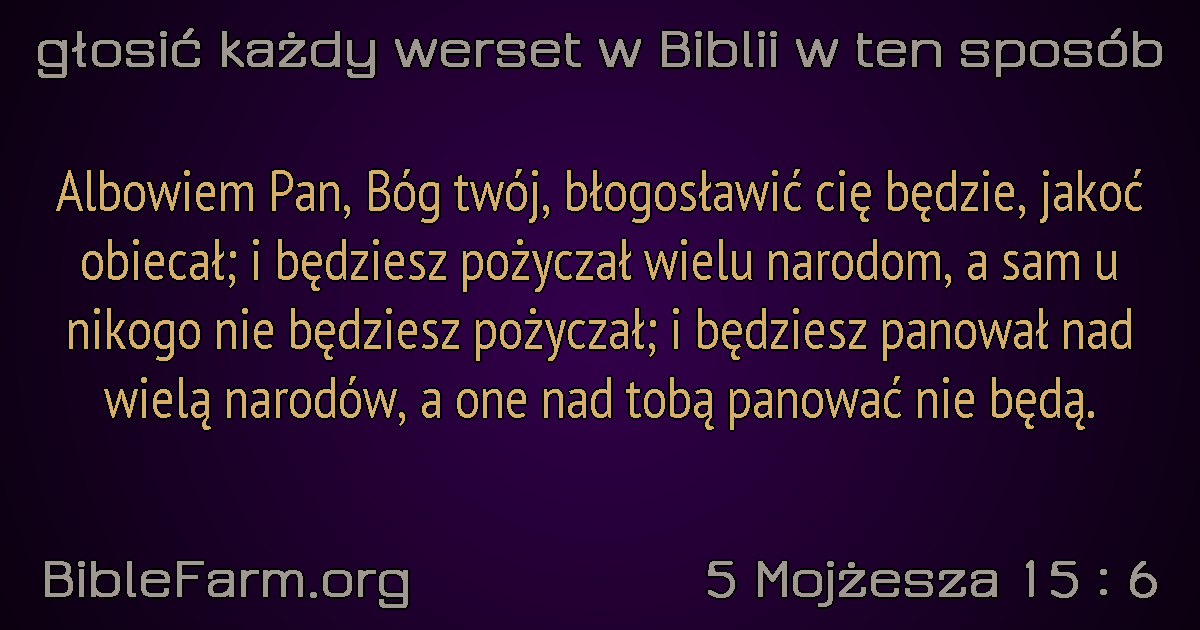 głosić każdy werset w Biblii w ten sposób
Albowiem Pan, Bóg twój, błogosławić cię będzie, jakoć
obiecał; i będziesz pożyczał wielu narodom, a sam u
nikogo nie będziesz pożyczał; i będziesz panował nad
wielą narodów, a one nad tobą panować nie będą.
BibleFarm.org
5 Mojżesza 15 : 6